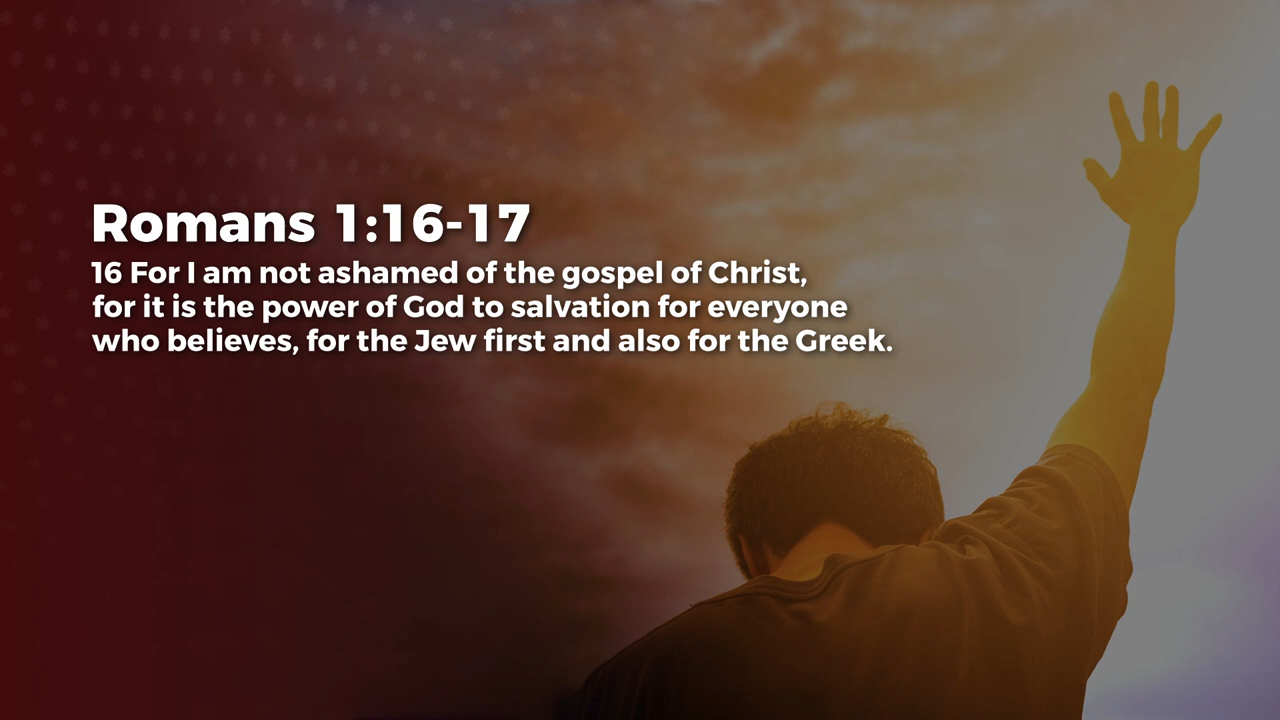 Romans 1:16-17
16 For I am not ashamed of the gospel of Christ,
for it is the power of God to salvation for everyone
who believes, for the Jew first and also for the Greek.